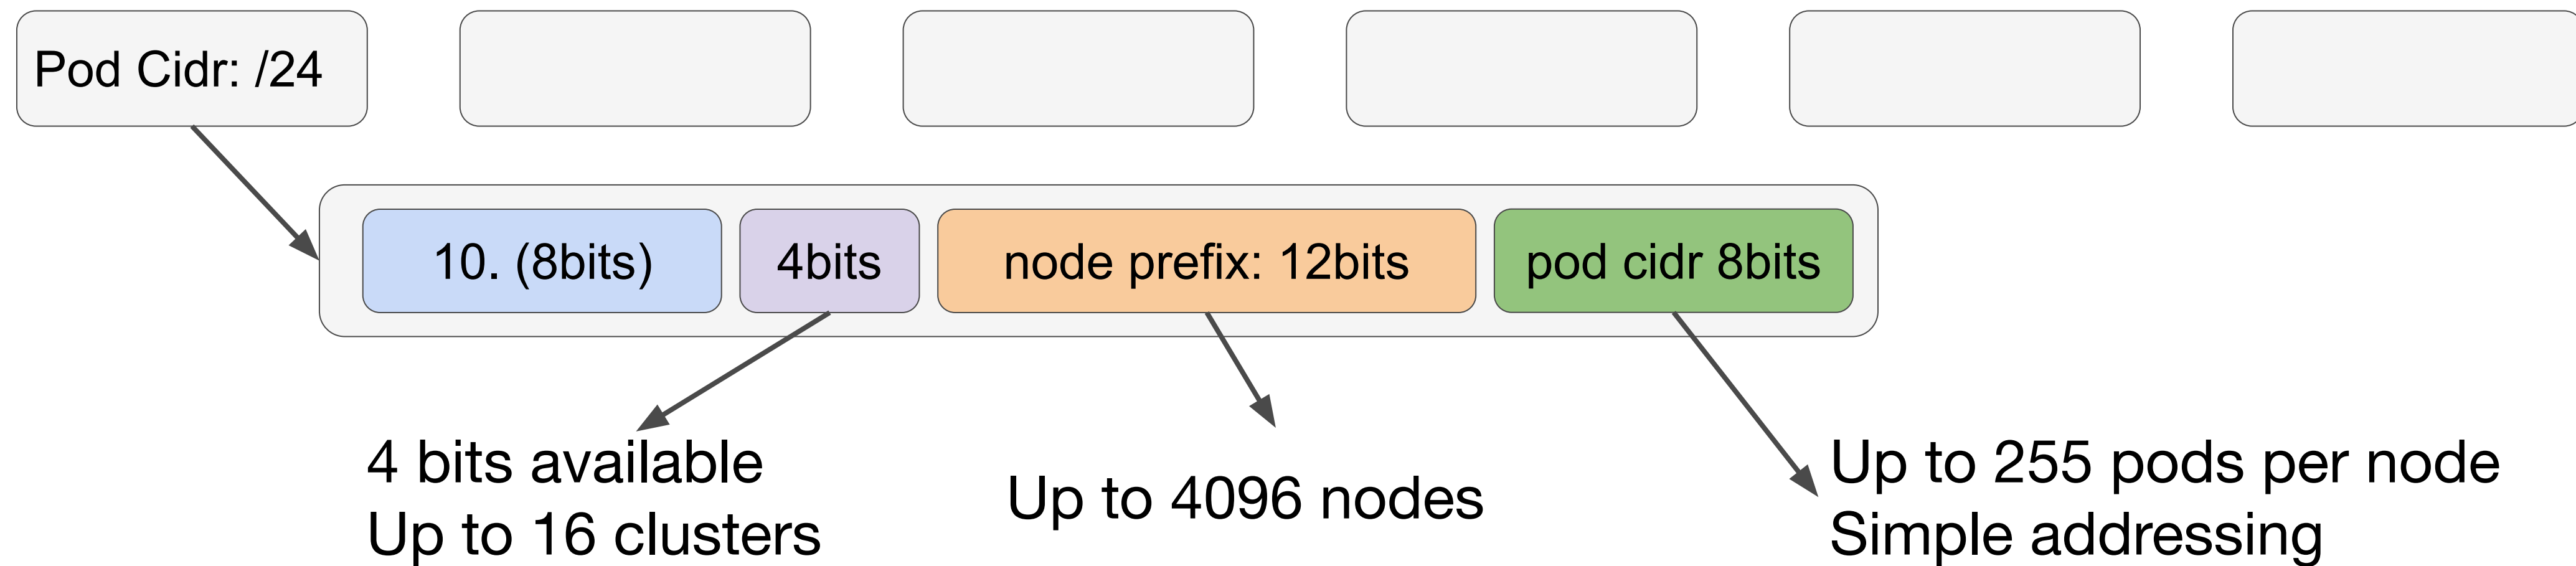 Pod Cidr: /24
10. (8bits)
4bits
node prefix: 12bits
pod cidr 8bits
4 bits available
Up to 16 clusters
Up to 4096 nodes
Up to 255 pods per node
Simple addressing